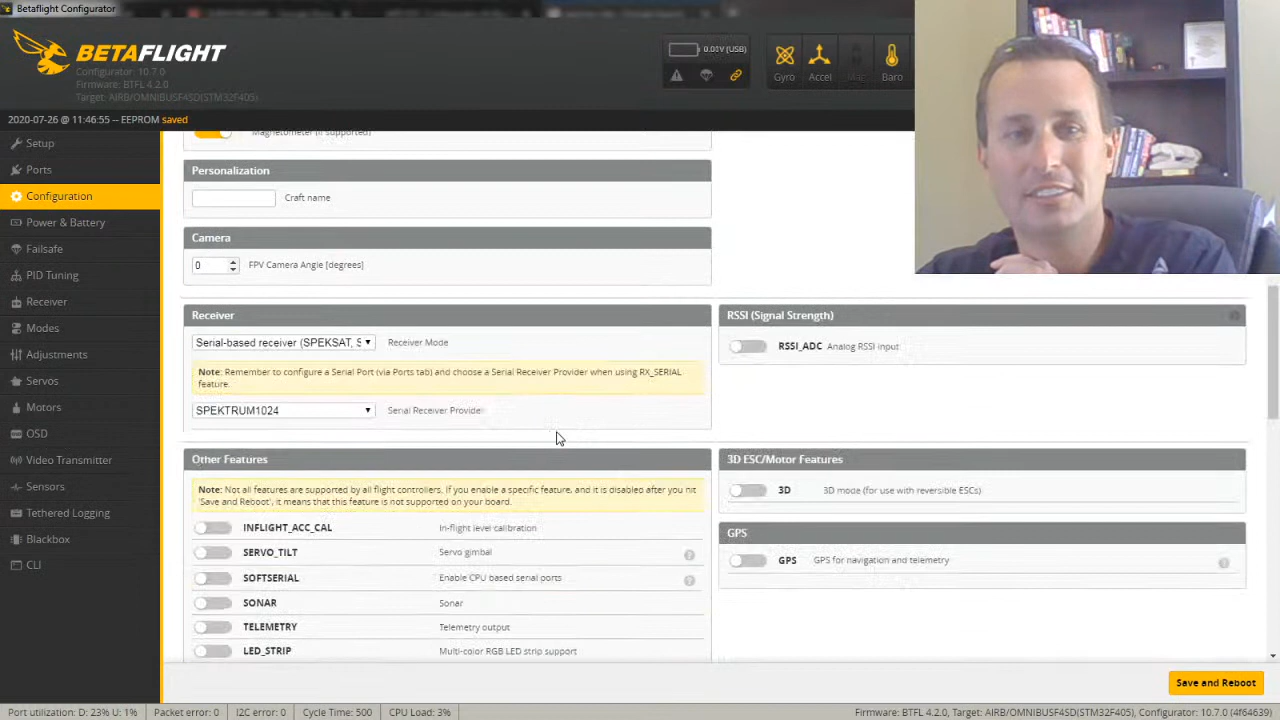 Betaflight Configurator
BETAFLIGHT
Configurator: 10.7.0
Firmware: BTFL 4.2.0
Target: AIRB/OMNIBUSF4SD(STM32F405)
0.01V (USB)
Gyro
Accel
Mag
Baro
2020-07-26 @ 11:46:55 -- EEPROM saved
Setup
Ports
Configuration
Power & Battery
Failsafe
PID Tuning
Receiver
Modes
Adjustments
Servos
Motors
OSD
Video Transmitter
Sensors
Tethered Logging
Blackbox
CLI
Magnetometer (if supported)
Personalization
Craft name
Camera
0 FPV Camera Angle [degrees]
Receiver
Serial-based receiver (SPEKSAT, S Receiver Mode
Note: Remember to configure a Serial Port (via Ports tab) and choose a Serial Receiver Provider when using RX_SERIAL
feature.
SPEKTRUM1024 Serial Receiver Provider
RSSI (Signal Strength)
RSSI_ADC Analog RSSI input
Other Features
Note: Not all features are supported by all flight controllers. If you enable a specific feature, and it is disabled after you hit
'Save and Reboot', it means that this feature is not supported on your board.
INFLIGHT_ACC_CAL In-flight level calibration
SERVO_TILT Servo gimbal
SOFTSERIAL Enable CPU based serial ports
SONAR Sonar
TELEMETRY Telemetry output
LED_STRIP Multi-color RGB LED strip support
3D ESC/Motor Features
3D 3D mode (for use with reversible ESCs)
GPS
GPS GPS for navigation and telemetry
Save and Reboot
Port utilization: D: 23% U: 1% Packet error: 0 I2C error: 0 Cycle Time: 500 CPU Load: 3% Firmware: BTFL 4.2.0, Target: AIRB/OMNIBUSF4SD(STM32F405), Configurator: 10.7.0 (4f64639)